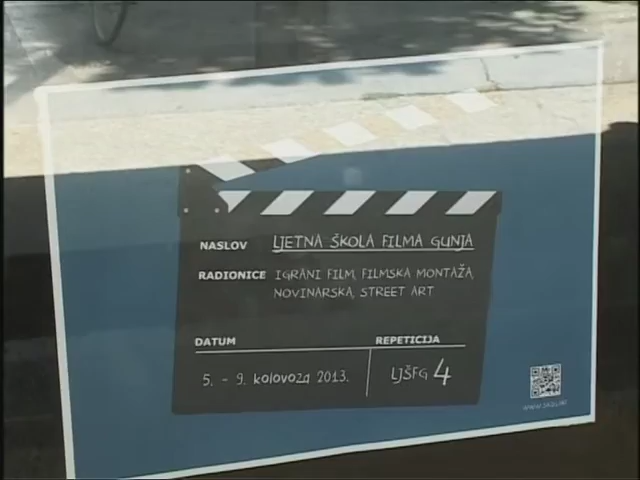 NASLOV LJETNA ŠKOLA FILMA GUNJA
RADIONICE IGRANI FILM, FILMSKA MONTAŽA,
NOVINARSKA, STREET ART
DATUM REPETICIJA
5. - 9. kolovoza 2013. LJŠFG 4